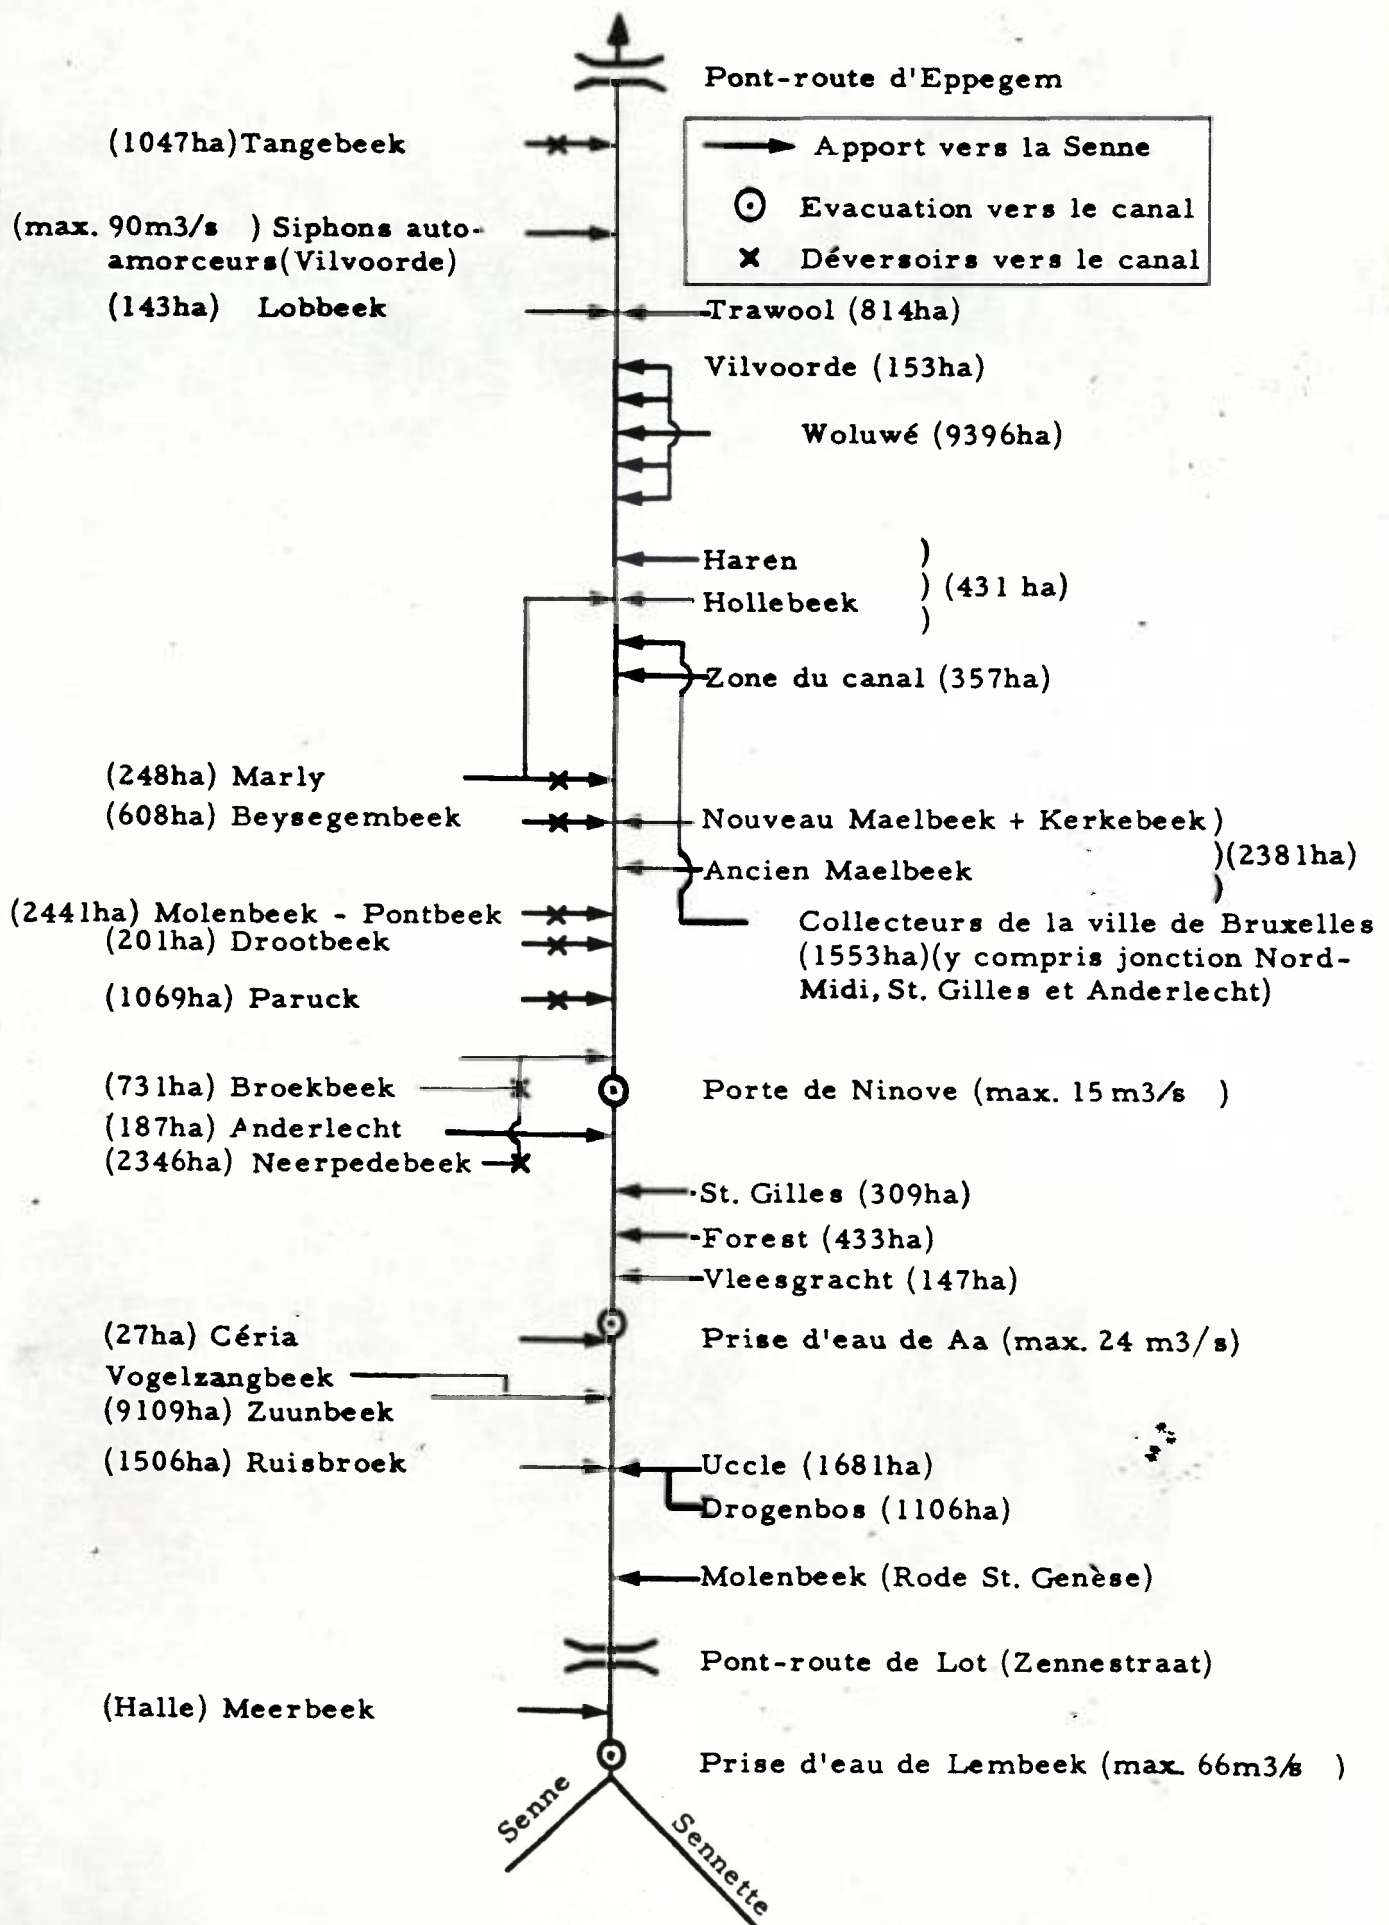 Pont-route d'Eppegem
(1047ha)Tangebeek
Apport vers la Senne
Evacuation vers le canal
Déversoirs vers le canal
(max. 90m3/s ) Siphons auto-
amorceurs(Vilvoorde)
(143ha) Lobbeek
Trawool (814ha)
Vilvoorde (153ha)
Woluwé (9396ha)
Haren )
Hollebeek ) (431 ha)
)
Zone du canal (357ha)
(248ha) Marly
(608ha) Beysegembeek
Nouveau Maelbeek + Kerkebeek )
)(2381ha)
Ancien Maelbeek )
(2441ha) Molenbeek - Pontbeek
(201ha) Drootbeek
Collecteurs de la ville de Bruxelles
(1553ha)(y compris jonction Nord-
Midi, St. Gilles et Anderlecht)
(1069ha) Paruck
(731ha) Broekbeek
Porte de Ninove (max. 15 m3/s )
(187ha) Anderlecht
(2346ha) Neerpedebeek
St. Gilles (309ha)
Forest (433ha)
Vleesgracht (147ha)
(27ha) Céria
Prise d'eau de Aa (max. 24 m3/s)
Vogelzangbeek
(9109ha) Zuunbeek
(1506ha) Ruisbroek
Uccle (1681ha)
Drogenbos (1106ha)
Molenbeek (Rode St. Genèse)
Pont-route de Lot (Zennestraat)
(Halle) Meerbeek
Prise d'eau de Lembeek (max. 66m3/s )
Senne
Sennette